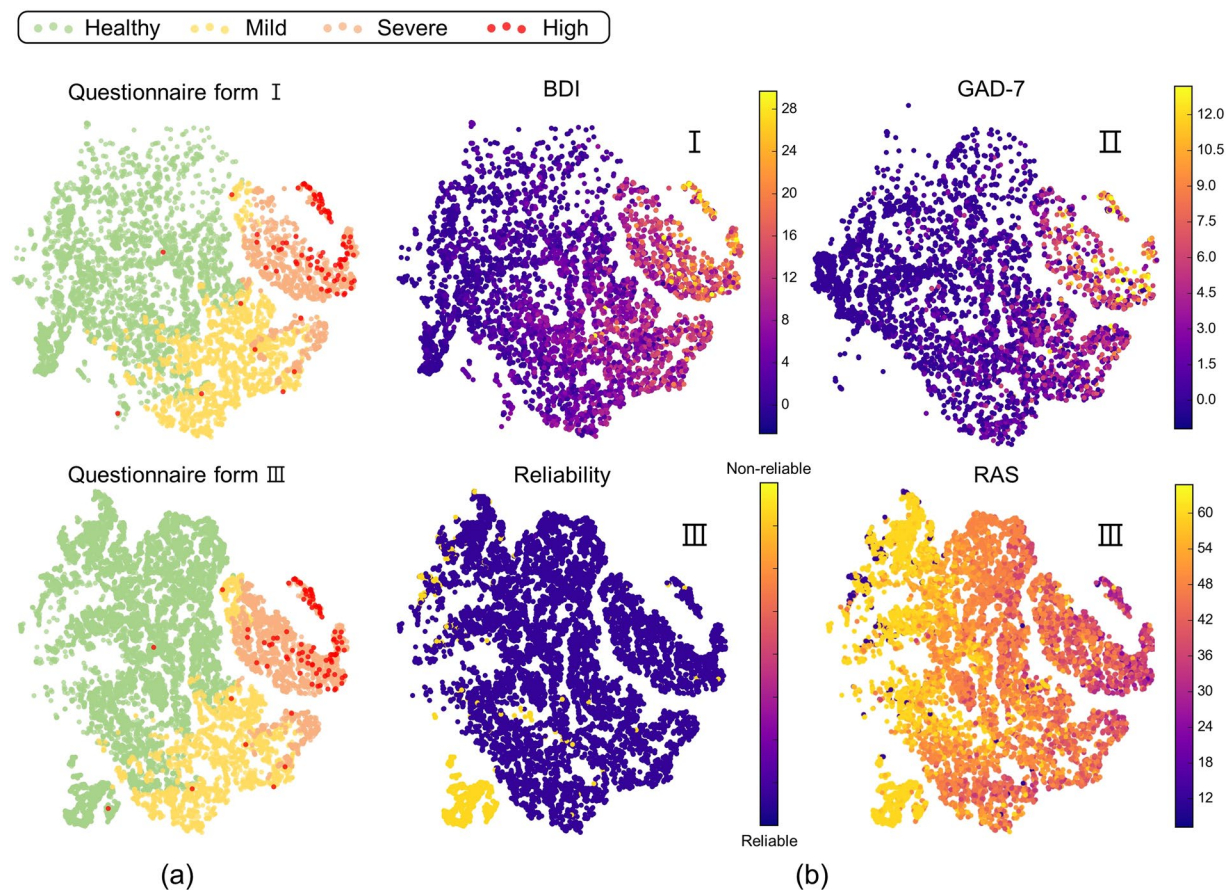 Healthy Mild Severe High
Questionnaire form Ⅰ
BDI
Ⅰ
28
24
20
16
12
8
4
0
GAD-7
Ⅱ
12.0
10.5
9.0
7.5
6.0
4.5
3.0
1.5
0.0
Questionnaire form Ⅲ
Reliability
Ⅲ
Non-reliable
Reliable
RAS
Ⅲ
60
54
48
42
36
30
24
18
12
(a)
(b)